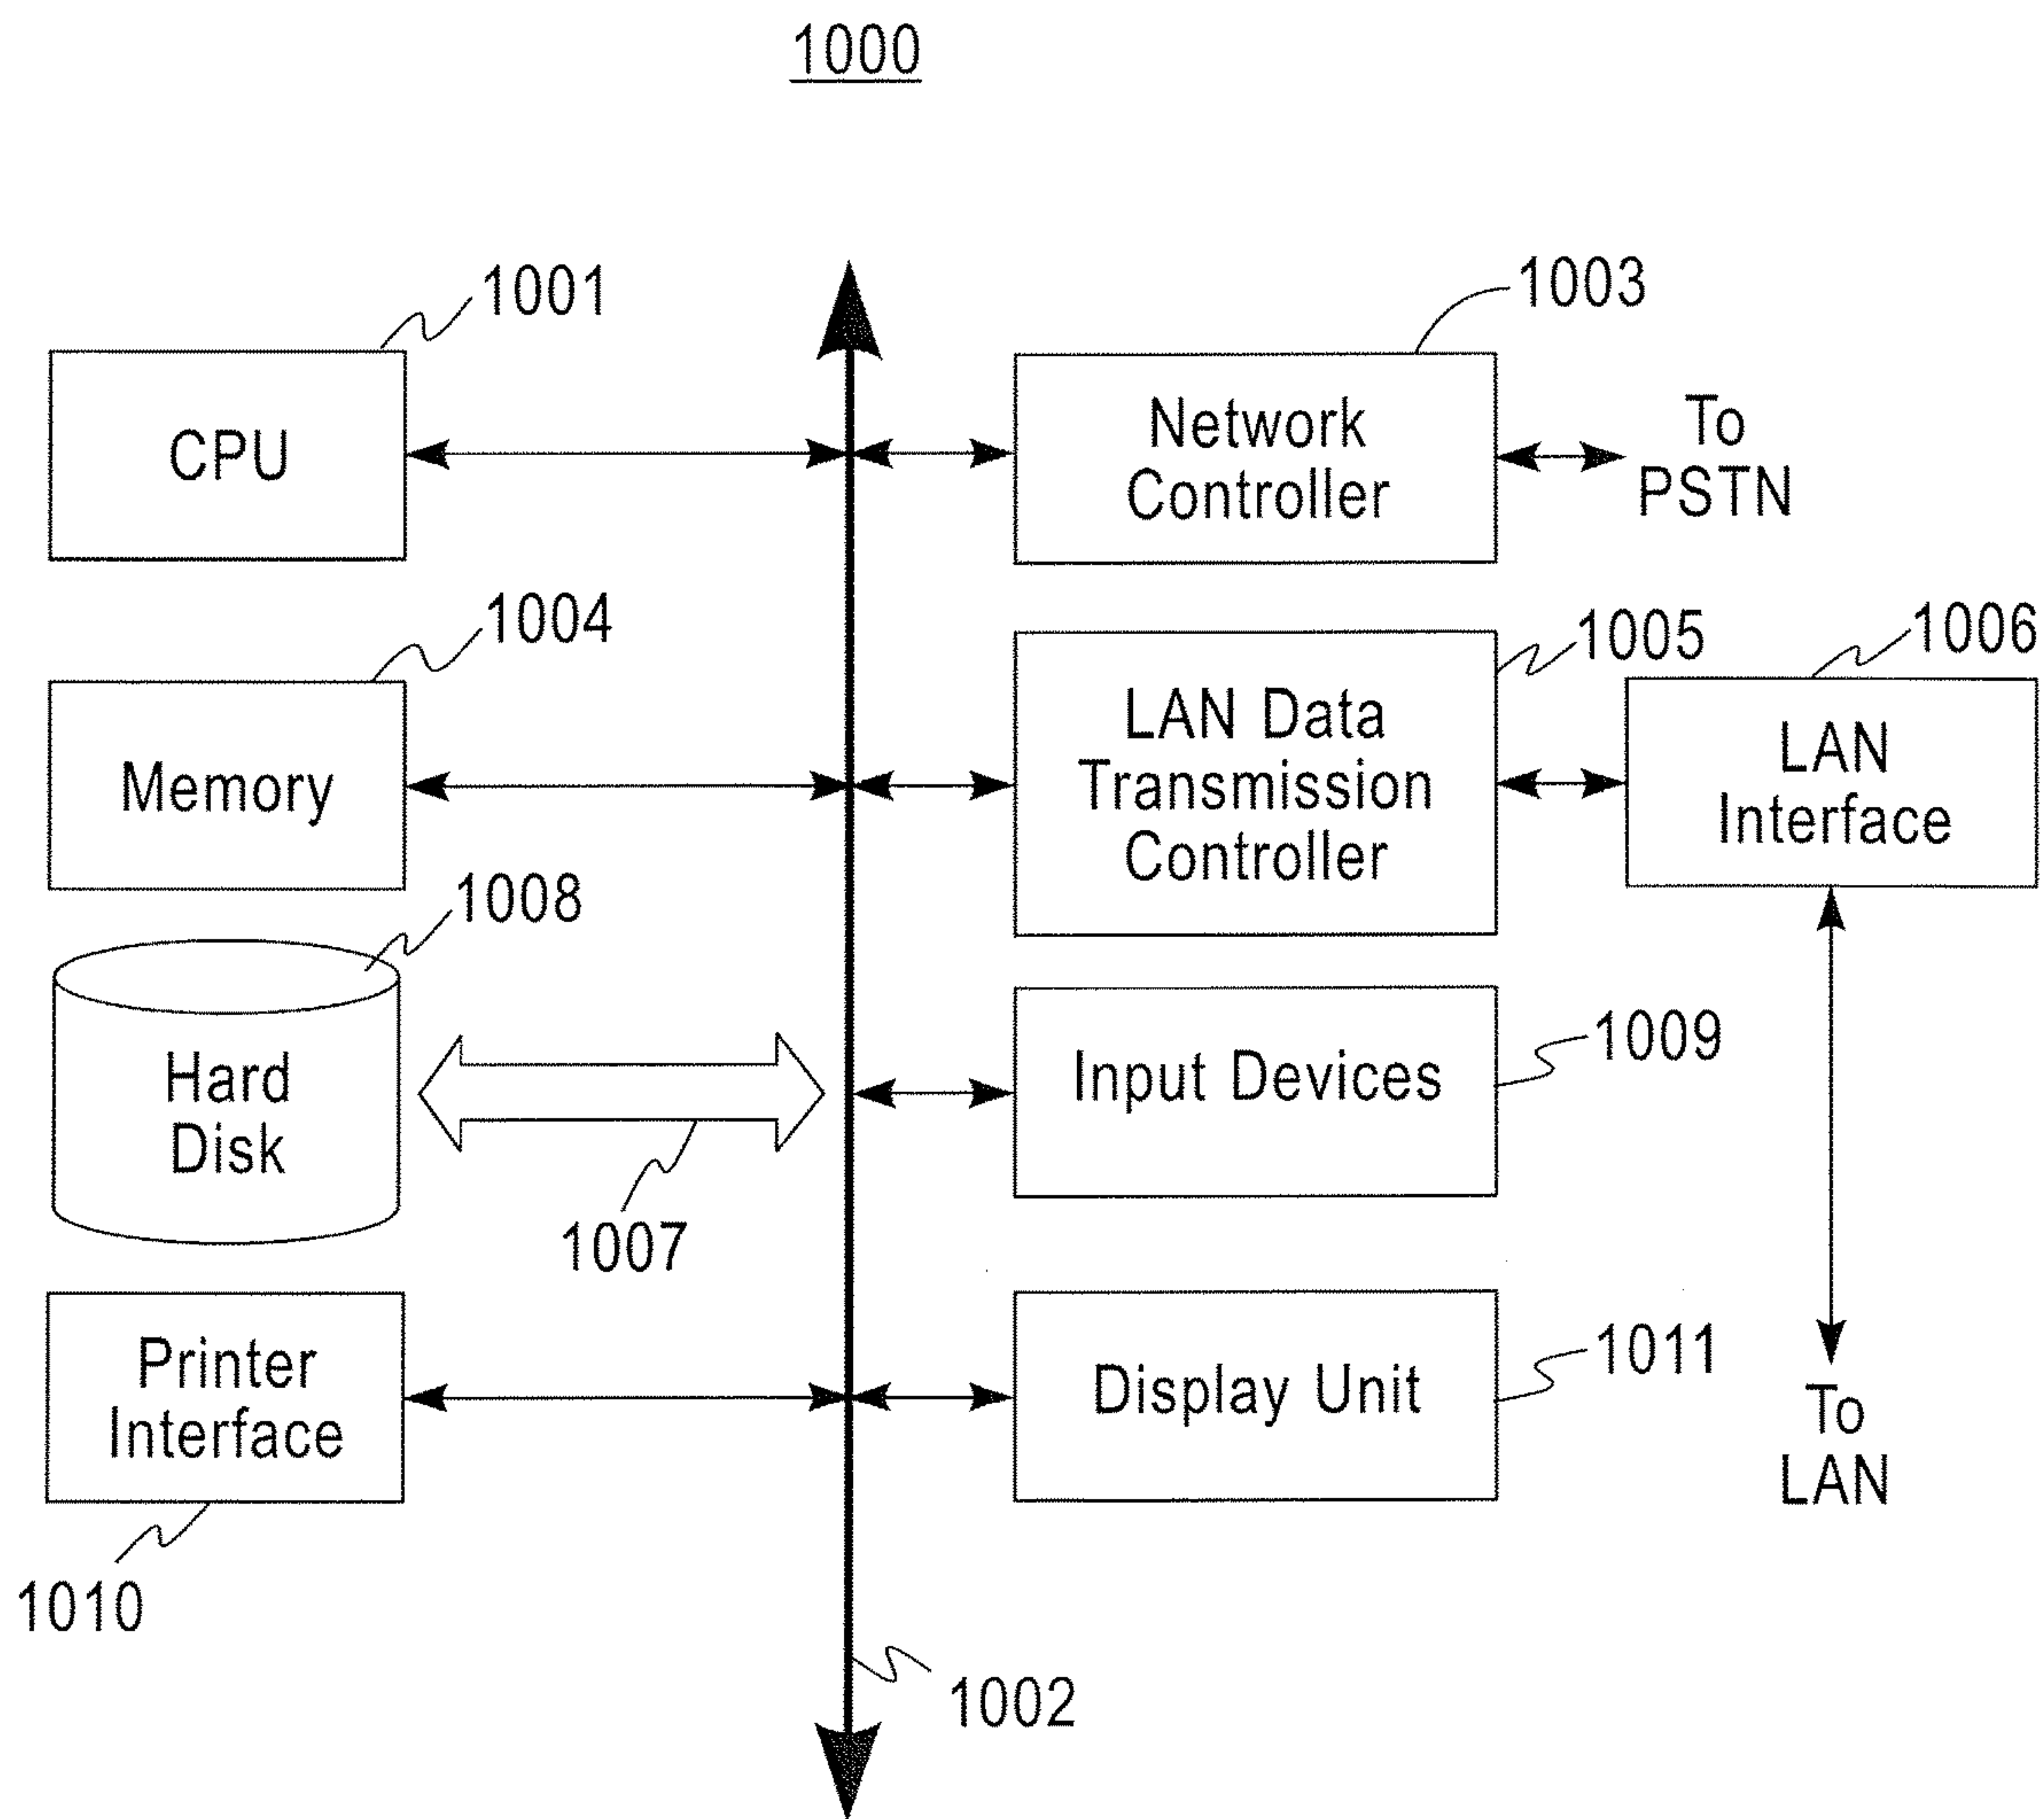 1000
1001
CPU
1003
Network
Controller
To
PSTN
1004
Memory
1005
LAN Data
Transmission
Controller
1006
LAN
Interface
1008
Hard
Disk
1007
1009
Input Devices
Printer
Interface
1010
1011
Display Unit
To
LAN
1002